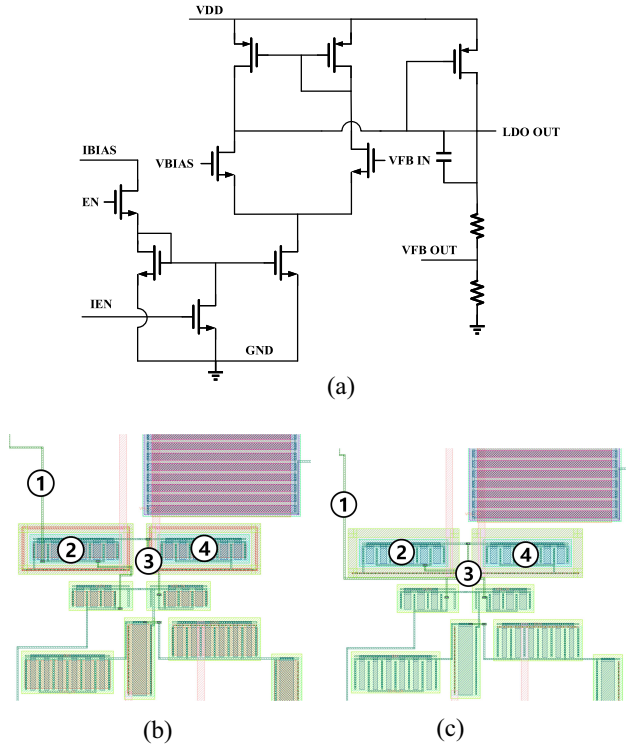 VDD
LDO OUT
IBIAS
VBIAS
VFB IN
EN
VFB OUT
IEN
GND
(a)
1
2
3
4
1
2
3
4
(b)
(c)